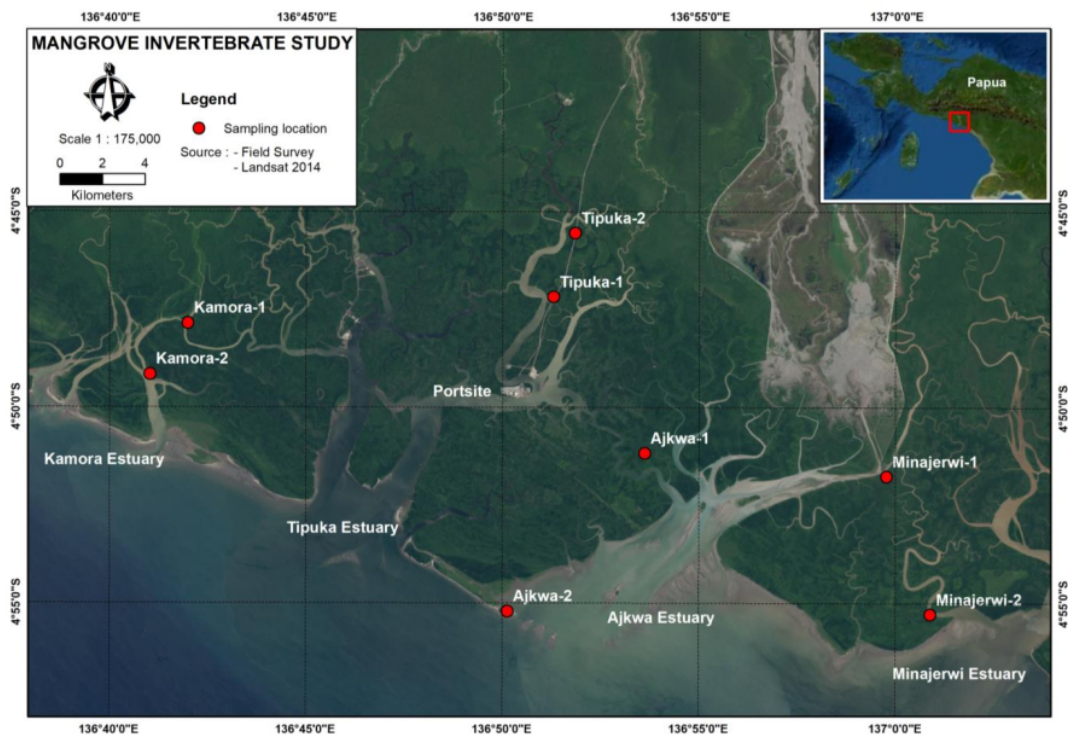 136°40'0"E 136°45'0"E 136°50'0"E 136°55'0"E 137°0'0"E
MANGROVE INVERTEBRATE STUDY
Legend
Sampling location
Scale 1 : 175,000
Source : - Field Survey
- Landsat 2014
0 2 4
Kilometers
Papua
4°45'0"S 4°45'0"S
Tipuka-2
Tipuka-1
Kamora-1
Kamora-2
Portsite
4°50'0"S 4°50'0"S
Ajkwa-1
Kamora Estuary
Minajerwi-1
Tipuka Estuary
Ajkwa-2
Minajerwi-2
4°55'0"S 4°55'0"S
Ajkwa Estuary
Minajerwi Estuary
136°40'0"E 136°45'0"E 136°50'0"E 136°55'0"E 137°0'0"E